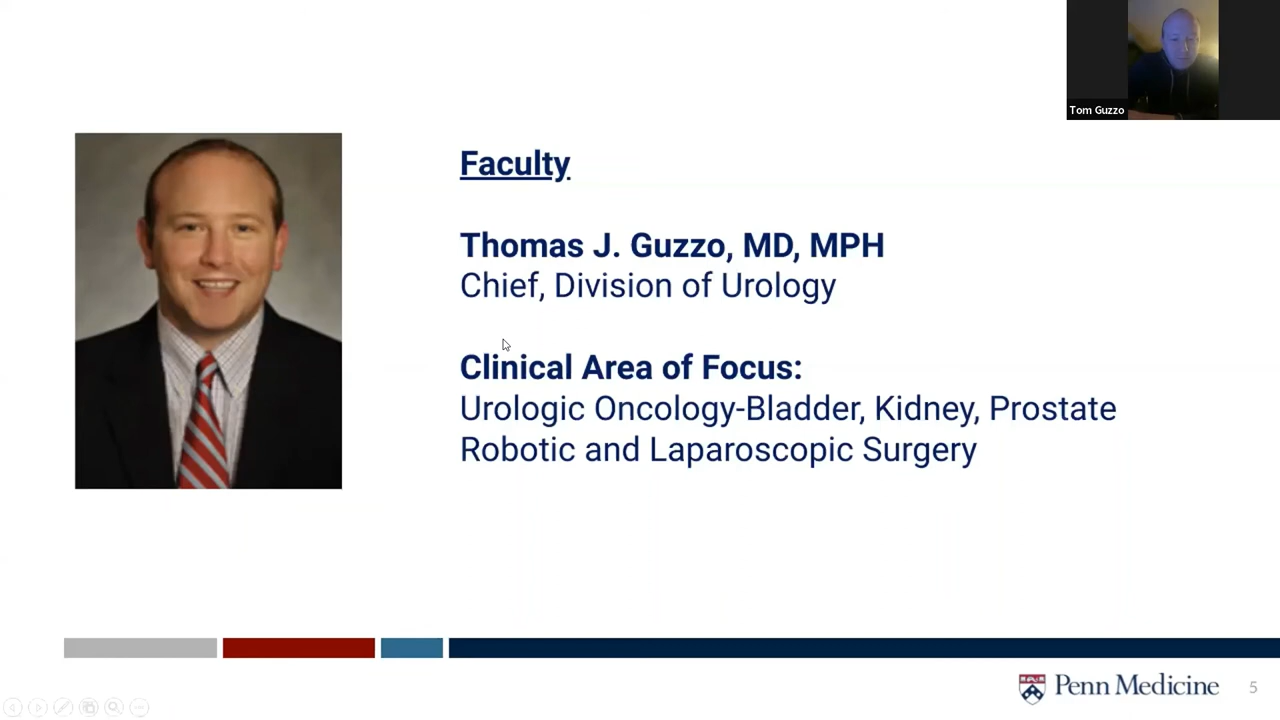 Tom Guzzo
Faculty
Thomas J. Guzzo, MD, MPH
Chief, Division of Urology
Clinical Area of Focus:
Urologic Oncology-Bladder, Kidney, Prostate
Robotic and Laparoscopic Surgery
Penn Medicine
5